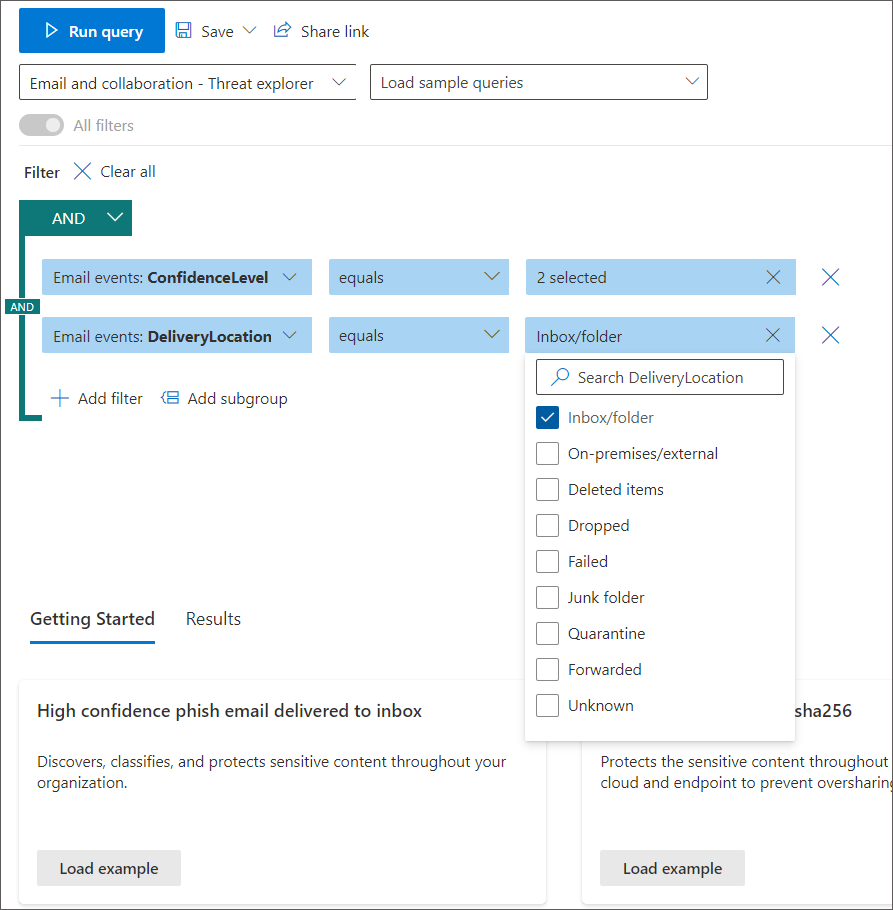 Run query
Save
Share link
Email and collaboration - Threat explorer
Load sample queries
All filters
Filter
Clear all
AND
Email events: ConfidenceLevel
equals
2 selected
AND
Email events: DeliveryLocation
equals
Inbox/folder
Search DeliveryLocation
Add filter
Add subgroup
Inbox/folder
On-premises/external
Deleted items
Dropped
Failed
Junk folder
Quarantine
Forwarded
Unknown
Getting Started
Results
High confidence phish email delivered to inbox
Discovers, classifies, and protects sensitive content throughout your
organization.
Load example
sha256
Protects the sensitive content throughout
cloud and endpoint to prevent oversharing
Load example